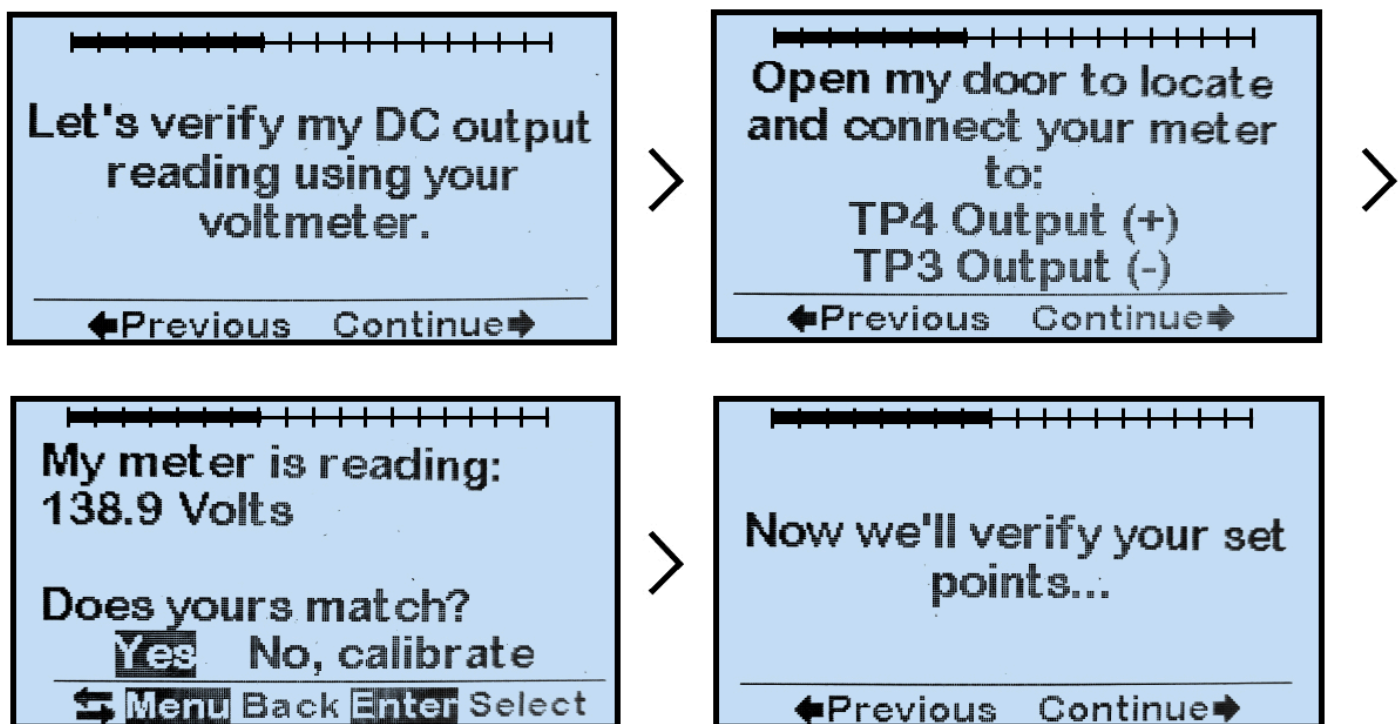 Let's verify my DC output
reading using your
voltmeter.
Previous Continue
Open my door to locate
and connect your meter
to:
TP4 Output (+)
TP3 Output (-)
Previous Continue
My meter is reading:
138.9 Volts
Does yours match?
Yes No, calibrate
Menu Back Enter Select
Now we'll verify your set
points...
Previous Continue